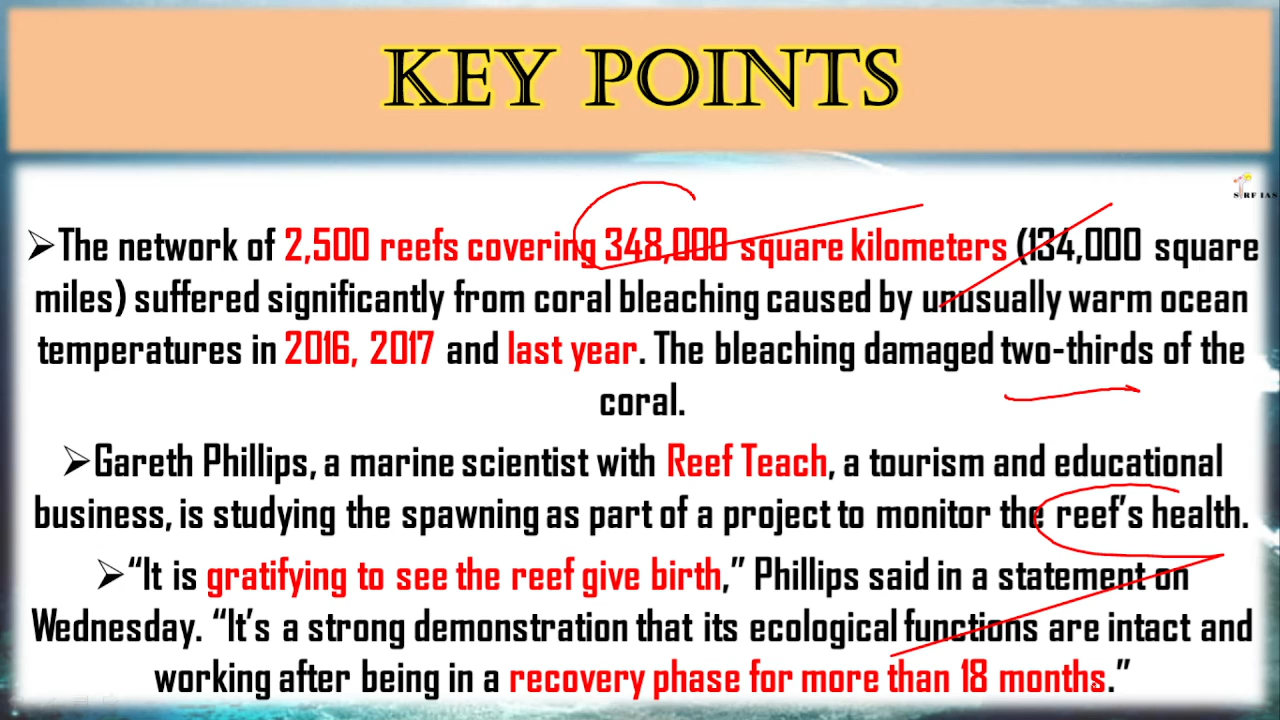 KEY POINTS
SIRF IAS
➢The network of 2,500 reefs covering 348,000 square kilometers (134,000 square
miles) suffered significantly from coral bleaching caused by unusually warm ocean
temperatures in 2016, 2017 and last year. The bleaching damaged two-thirds of the
coral.
➢Gareth Phillips, a marine scientist with Reef Teach, a tourism and educational
business, is studying the spawning as part of a project to monitor the reef’s health.
➢“It is gratifying to see the reef give birth,” Phillips said in a statement on
Wednesday. “It’s a strong demonstration that its ecological functions are intact and
working after being in a recovery phase for more than 18 months.”